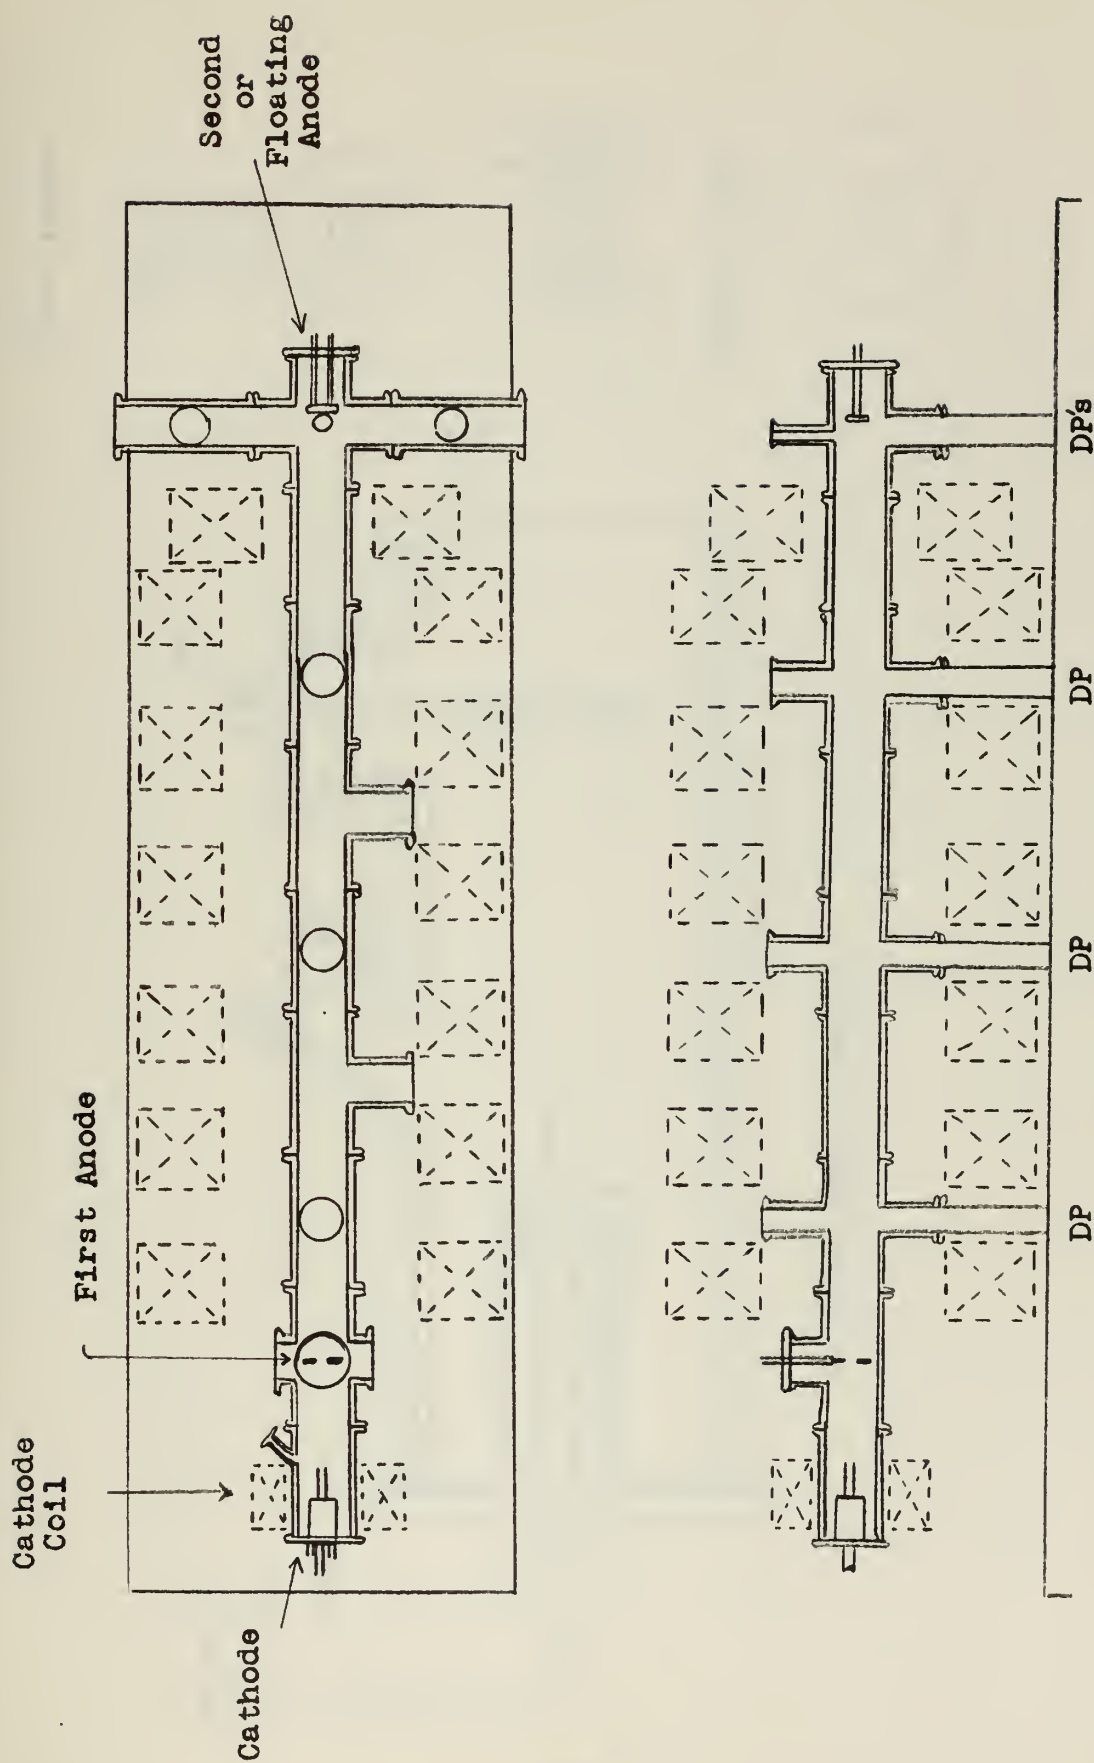 Cathode
Coil
First Anode
Second
or
Floating
Anode
Cathode
DP
DP
DP
DP's